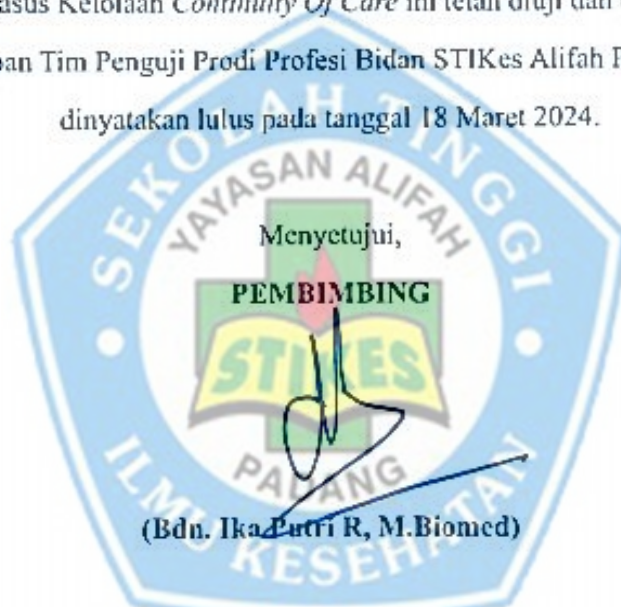 asus Kelolaan Continuity Of Care ini telah diuji dan
Tim Penguji Prodi Profesi Bidan STIKes Alifah P
dinyatakan lulus pada tanggal 18 Maret 2024.
SEKOLAH TINGGI
YAYASAN ALIFAH
Menyetujui,
PEMBIMBING
STIKES
PADANG
(Bdn. Ika Putri R, M.Biomed)
ILMU KESEHATAN